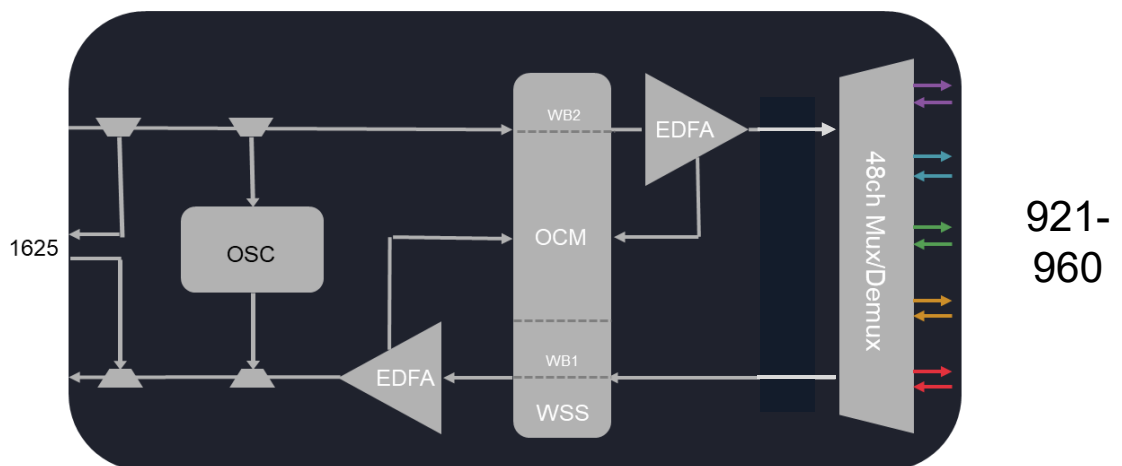 WB2
EDFA
48ch Mux/Demux
921-
960
1625
OSC
OCM
WB1
EDFA
WSS